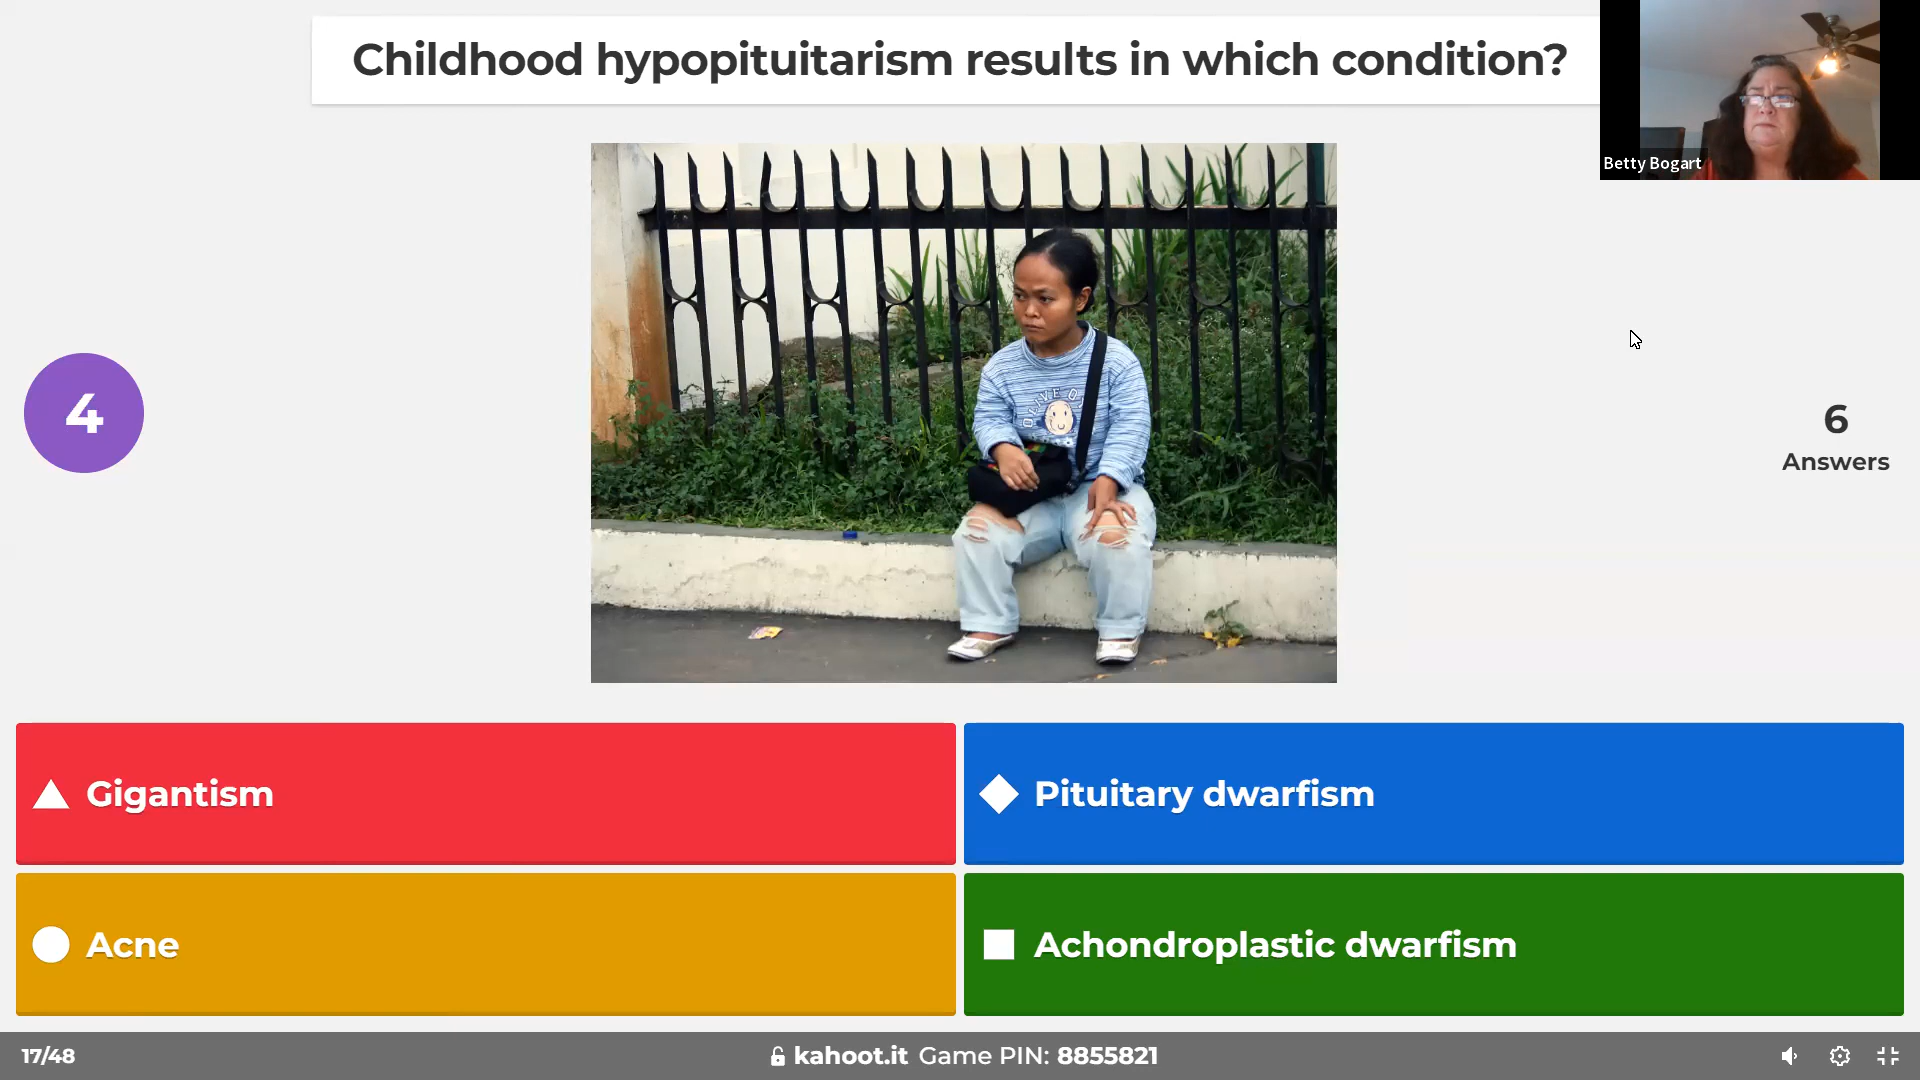 Childhood hypopituitarism results in which condition?
Betty Bogart
4
6
Answers
OLIVE O
Gigantism
Pituitary dwarfism
Acne
Achondroplastic dwarfism
17/48
kahoot.it Game PIN: 8855821